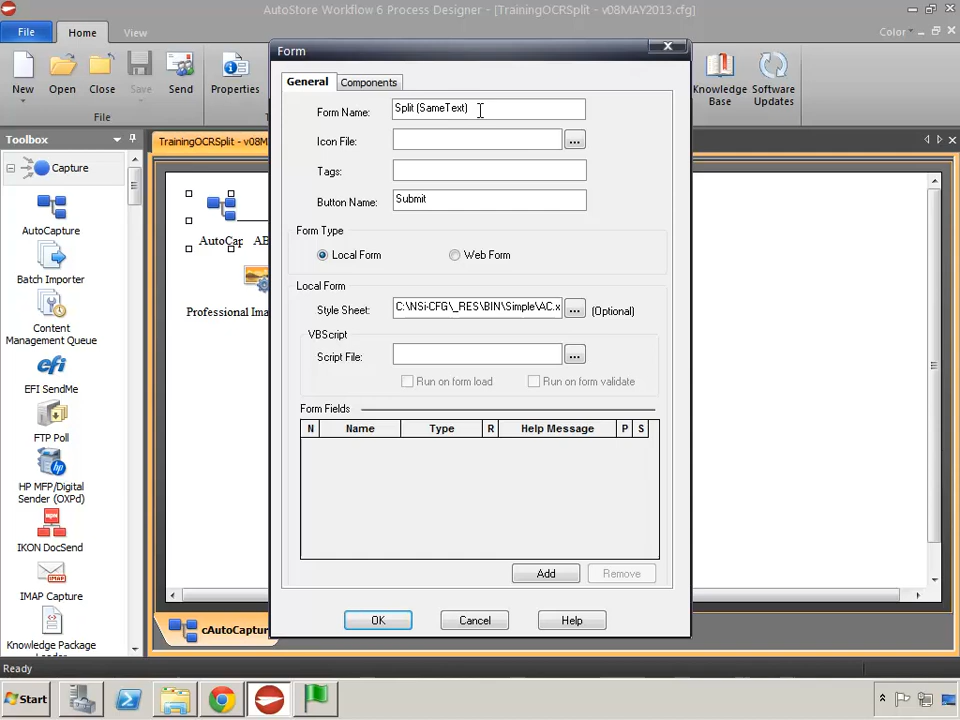 AutoStore Workflow 6 Process Designer - [TrainingOCRSplit - v08MAY2013.cfg]
File
Home
View
Color
New
Open
Close
Save
Send
Properties
Knowledge Base
Software Updates
File
Toolbox
TrainingOCRSplit - v08M
Capture
AutoCapture
Batch Importer
Content Management Queue
EFI SendMe
FTP Poll
HP MFP/Digital Sender (OXPd)
IKON DocSend
IMAP Capture
Knowledge Package
AutoCap
AB
Professional Ima
cAutoCaptur
Form
General
Components
Form Name:
Split (SameText)
Icon File:
...
Tags:
Button Name:
Submit
Form Type
Local Form
Web Form
Local Form
Style Sheet:
C:\NSi-CFG\_RES\BIN\Simple\AC.x
...
(Optional)
VBScript
Script File:
...
Run on form load
Run on form validate
Form Fields
N Name Type R Help Message P S
Add
Remove
OK
Cancel
Help
Ready
Start